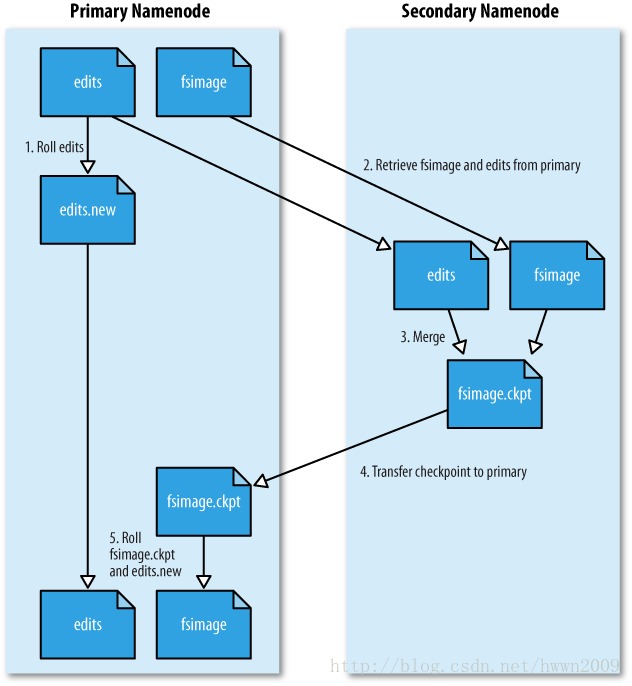 Primary Namenode
Secondary Namenode
edits
fsimage
1. Roll edits
2. Retrieve fsimage and edits from primary
edits.new
edits
fsimage
3. Merge
fsimage.ckpt
4. Transfer checkpoint to primary
fsimage.ckpt
5. Roll
fsimage.ckpt
and edits.new
edits
fsimage
http://blog.csdn.net/hwwn2009